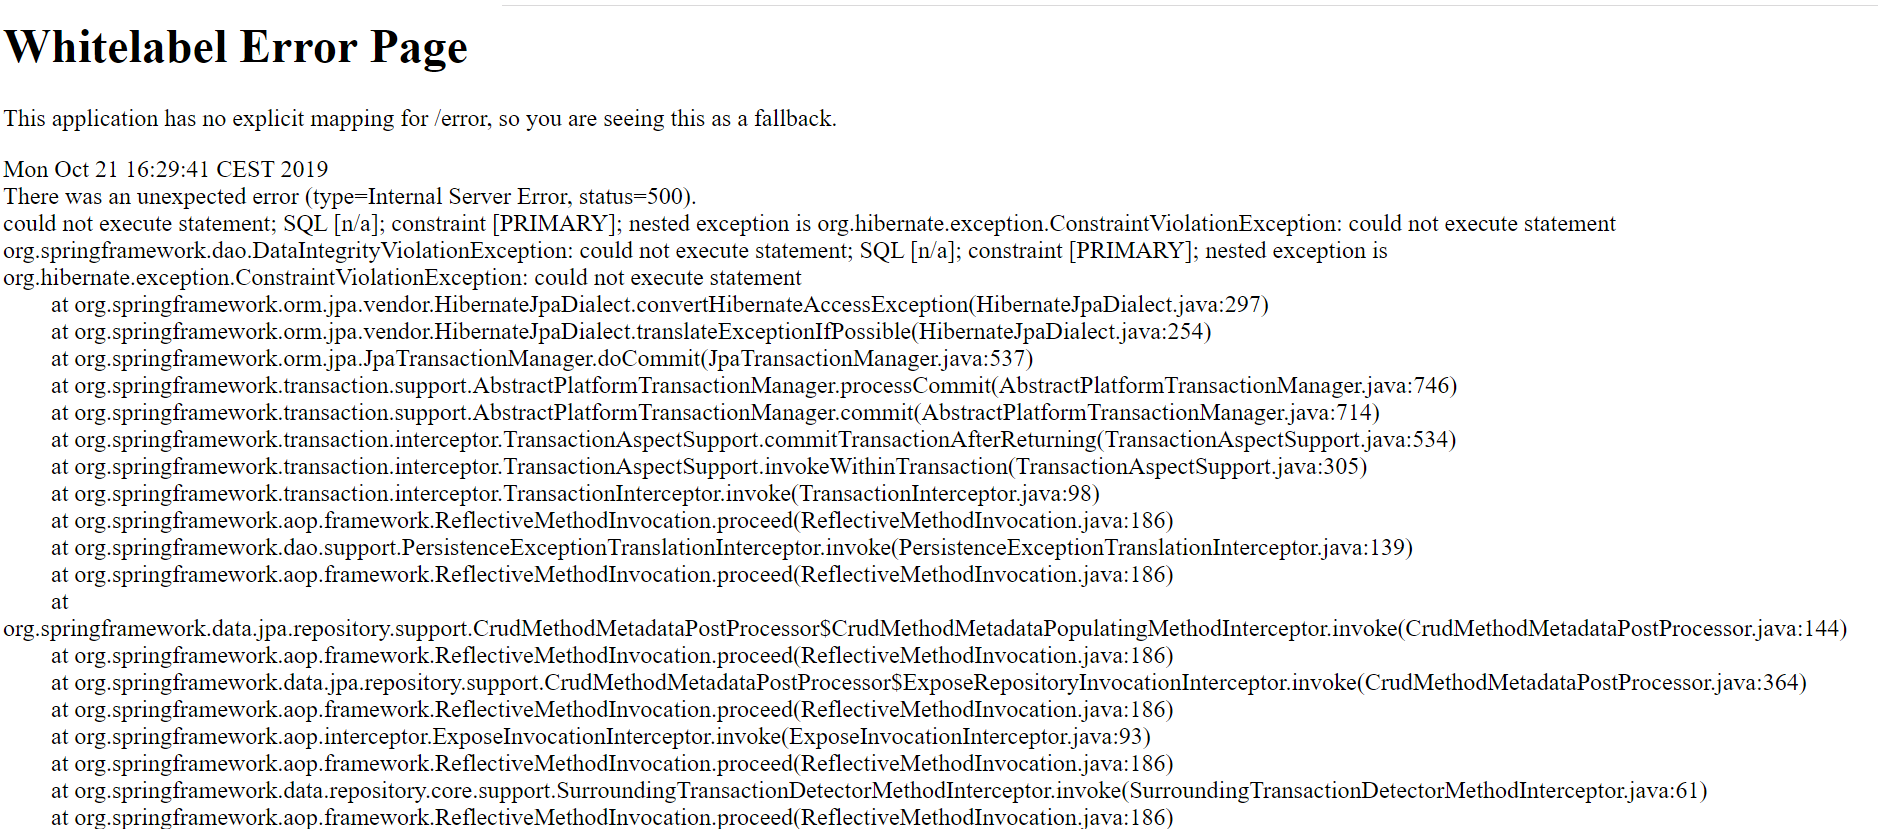 Whitelabel Error Page
This application has no explicit mapping for /error, so you are seeing this as a fallback.
Mon Oct 21 16:29:41 CEST 2019
There was an unexpected error (type=Internal Server Error, status=500).
could not execute statement; SQL [n/a]; constraint [PRIMARY]; nested exception is org.hibernate.exception.ConstraintViolationException: could not execute statement
org.springframework.dao.DataIntegrityViolationException: could not execute statement; SQL [n/a]; constraint [PRIMARY]; nested exception is
org.hibernate.exception.ConstraintViolationException: could not execute statement
at org.springframework.orm.jpa.vendor.HibernateJpaDialect.convertHibernateAccessException(HibernateJpaDialect.java:297)
at org.springframework.orm.jpa.vendor.HibernateJpaDialect.translateExceptionIfPossible(HibernateJpaDialect.java:254)
at org.springframework.orm.jpa.JpaTransactionManager.doCommit(JpaTransactionManager.java:537)
at org.springframework.transaction.support.AbstractPlatformTransactionManager.processCommit(AbstractPlatformTransactionManager.java:746)
at org.springframework.transaction.support.AbstractPlatformTransactionManager.commit(AbstractPlatformTransactionManager.java:714)
at org.springframework.transaction.interceptor.TransactionAspectSupport.commitTransactionAfterReturning(TransactionAspectSupport.java:534)
at org.springframework.transaction.interceptor.TransactionAspectSupport.invokeWithinTransaction(TransactionAspectSupport.java:305)
at org.springframework.transaction.interceptor.TransactionInterceptor.invoke(TransactionInterceptor.java:98)
at org.springframework.aop.framework.ReflectiveMethodInvocation.proceed(ReflectiveMethodInvocation.java:186)
at org.springframework.dao.support.PersistenceExceptionTranslationInterceptor.invoke(PersistenceExceptionTranslationInterceptor.java:139)
at org.springframework.aop.framework.ReflectiveMethodInvocation.proceed(ReflectiveMethodInvocation.java:186)
at
org.springframework.data.jpa.repository.support.CrudMethodMetadataPostProcessor$CrudMethodMetadataPopulatingMethodInterceptor.invoke(CrudMethodMetadataPostProcessor.java:144)
at org.springframework.aop.framework.ReflectiveMethodInvocation.proceed(ReflectiveMethodInvocation.java:186)
at org.springframework.data.jpa.repository.support.CrudMethodMetadataPostProcessor$ExposeRepositoryInvocationInterceptor.invoke(CrudMethodMetadataPostProcessor.java:364)
at org.springframework.aop.framework.ReflectiveMethodInvocation.proceed(ReflectiveMethodInvocation.java:186)
at org.springframework.aop.interceptor.ExposeInvocationInterceptor.invoke(ExposeInvocationInterceptor.java:93)
at org.springframework.aop.framework.ReflectiveMethodInvocation.proceed(ReflectiveMethodInvocation.java:186)
at org.springframework.data.repository.core.support.SurroundingTransactionDetectorMethodInterceptor.invoke(SurroundingTransactionDetectorMethodInterceptor.java:61)
at org.springframework.aop.framework.ReflectiveMethodInvocation.proceed(ReflectiveMethodInvocation.java:186)